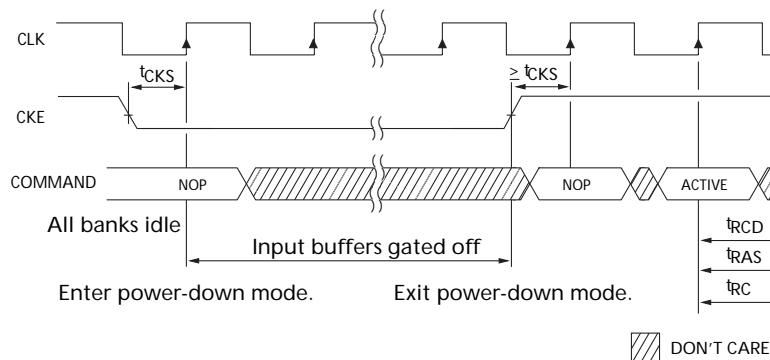 CLK
tCKS
≥ tCKS
CKE
COMMAND
NOP
NOP
ACTIVE
All banks idle
Input buffers gated off
tRCD
tRAS
tRC
Enter power-down mode.
Exit power-down mode.
DON'T CARE